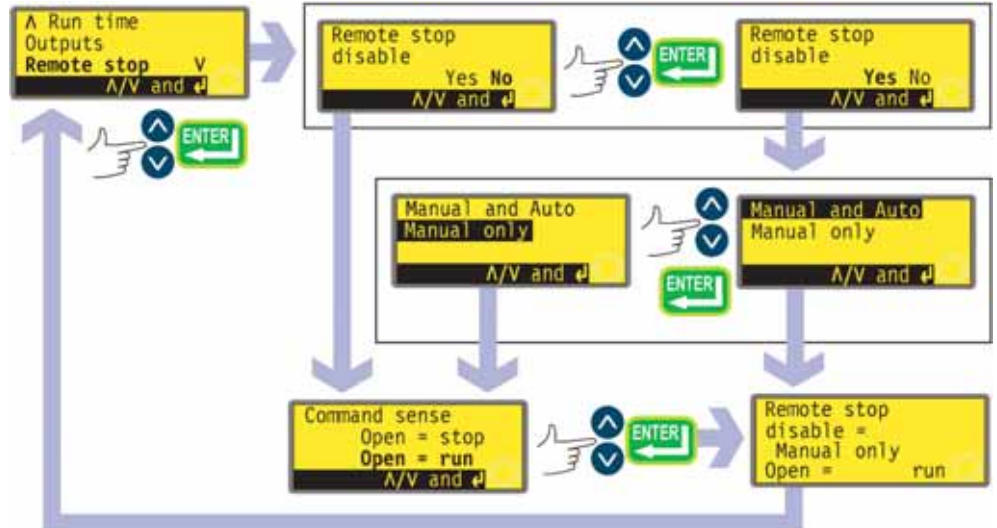 Λ Run time
Outputs
Remote stop V
Λ/V and ↲
ENTER
Remote stop
disable
Yes No
Λ/V and ↲
ENTER
Remote stop
disable
Yes No
Λ/V and ↲
Manual and Auto
Manual only
Λ/V and ↲
ENTER
Manual and Auto
Manual only
Λ/V and ↲
Command sense
Open = stop
Open = run
Λ/V and ↲
ENTER
Remote stop
disable =
Manual only
Open = run